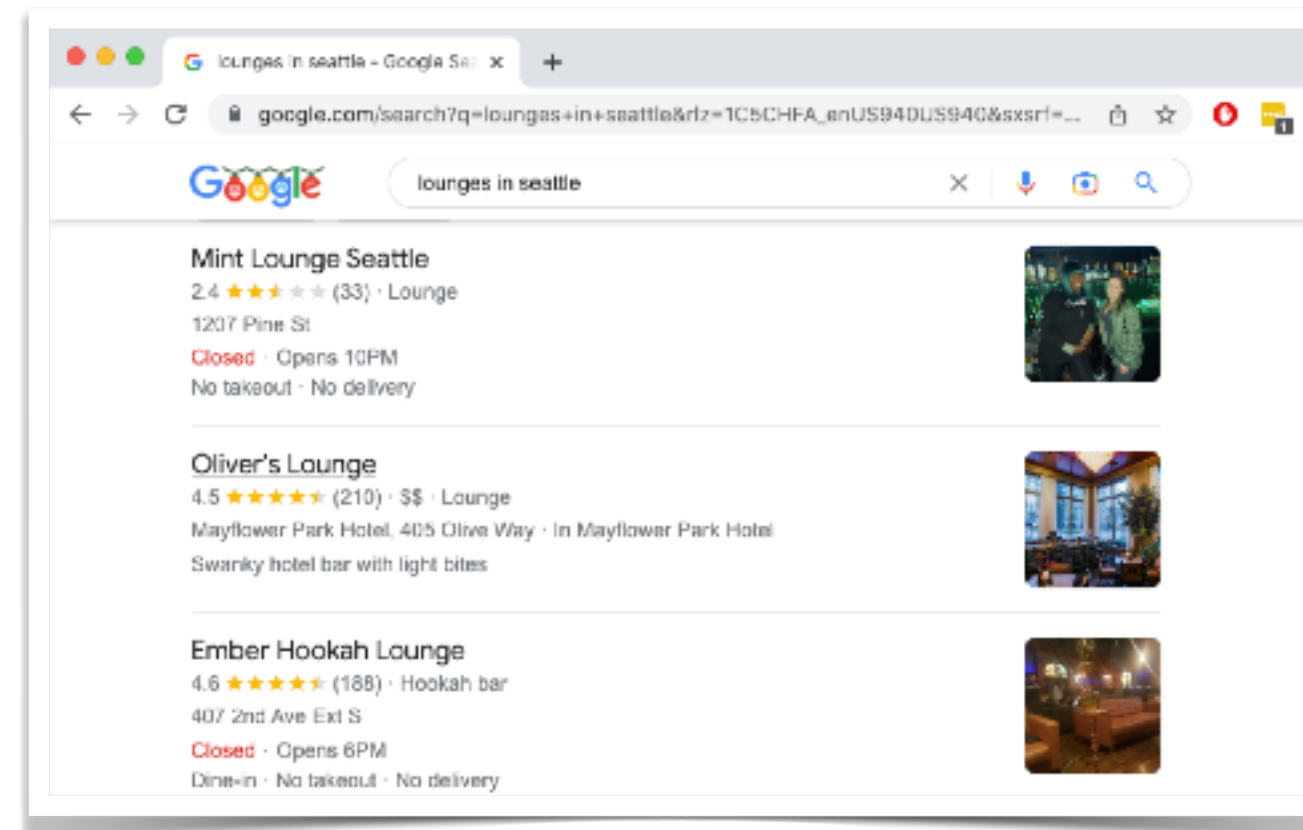 lounges in seattle - Google Sea
google.com/search?q=lounges+in+seattle&rlz=1C5CHFA_enUS940US940&sxsrf=...
1
Google
lounges in seattle
Mint Lounge Seattle
2.4 ★★★★★ (33) · Lounge
1207 Pine St
Closed · Opens 10PM
No takeout · No delivery
Oliver's Lounge
4.5 ★★★★★ (210) · $$ · Lounge
Mayflower Park Hotel, 405 Olive Way · In Mayflower Park Hotel
Swanky hotel bar with light bites
Ember Hookah Lounge
4.6 ★★★★★ (188) · Hookah bar
407 2nd Ave Ext S
Closed · Opens 6PM
Dine-in · No takeout · No delivery